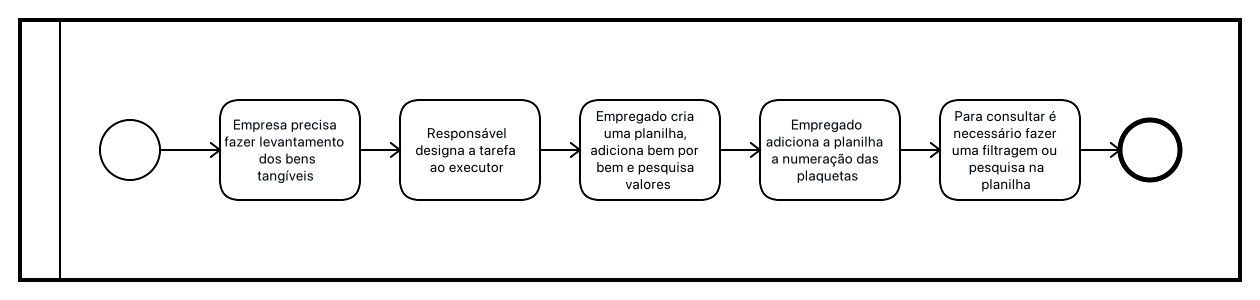 Empresa precisa
fazer levantamento
dos bens
tangíveis
Responsável
designa a tarefa
ao executor
Empregado cria
uma planilha,
adiciona bem por
bem e pesquisa
valores
Empregado
adiciona a planilha
a numeração das
plaquetas
Para consultar é
necessário fazer
uma filtragem ou
pesquisa na
planilha